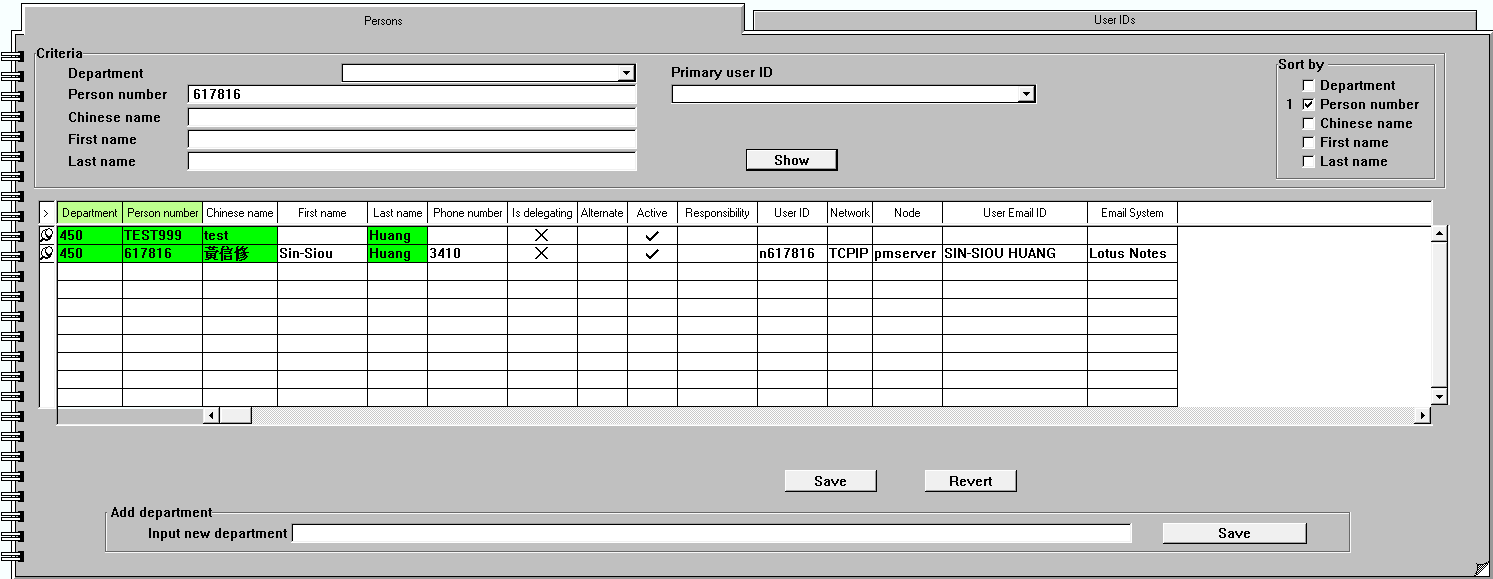 Persons User IDs
Criteria
Sort by
Department Primary user ID
Department
Person number 617816
1 Person number
Chinese name
Chinese name
First name
First name
Last name Show
Last name
> Department Person number Chinese name First name Last name Phone number Is delegating Alternate Active Responsibility User ID Network Node User Email ID Email System
450 TEST999 test Huang
450 617816 黃信修 Sin-Siou Huang 3410 n617816 TCPIP pmserver SIN-SIOU HUANG Lotus Notes
Save Revert
Add department
Input new department Save